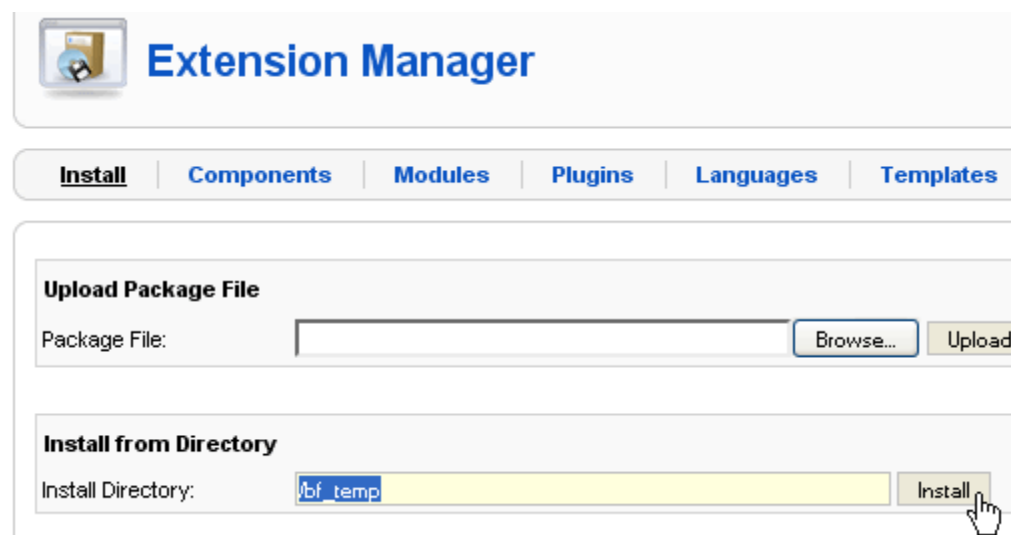 Extension Manager
Install Components Modules Plugins Languages Templates
Upload Package File
Package File: Browse... Upload
Install from Directory
Install Directory: /bf_temp Install